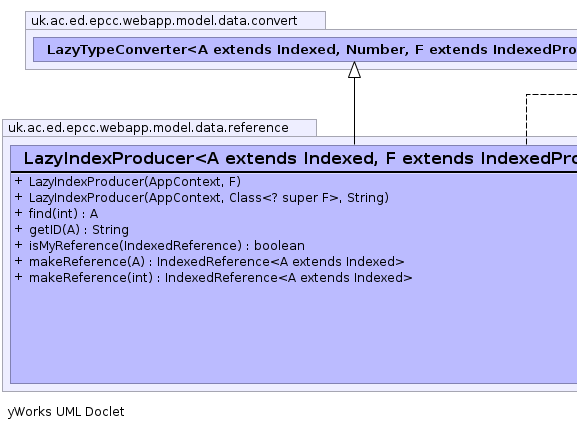 uk.ac.ed.epcc.webapp.model.data.convert
LazyTypeConverter<A extends Indexed, Number, F extends IndexedPro
uk.ac.ed.epcc.webapp.model.data.reference
LazyIndexProducer<A extends Indexed, F extends IndexedPro
+ LazyIndexProducer(AppContext, F)
+ LazyIndexProducer(AppContext, Class<? super F>, String)
+ find(int) : A
+ getID(A) : String
+ isMyReference(IndexedReference) : boolean
+ makeReference(A) : IndexedReference<A extends Indexed>
+ makeReference(int) : IndexedReference<A extends Indexed>
yWorks UML Doclet